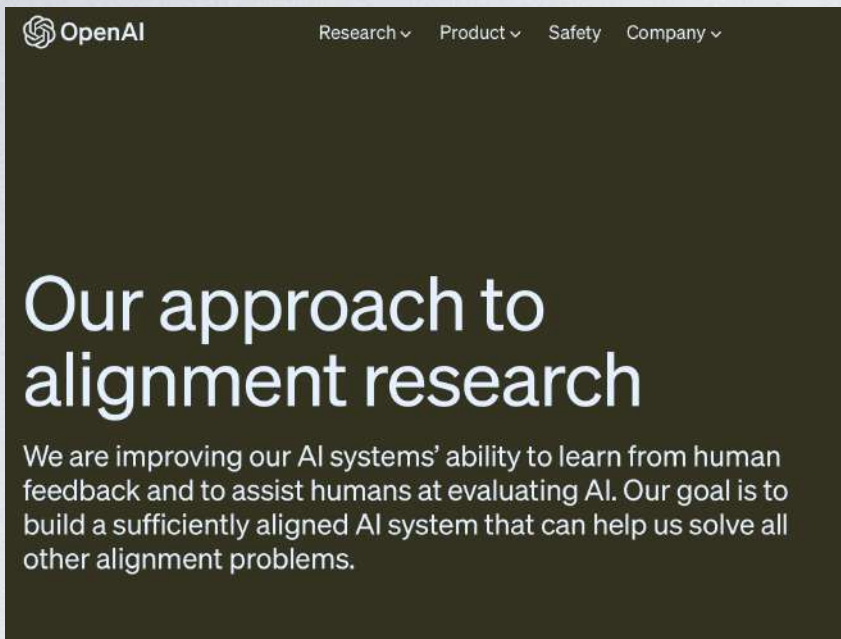 OpenAI Research Product Safety Company
Our approach to
alignment research
We are improving our AI systems’ ability to learn from human
feedback and to assist humans at evaluating AI. Our goal is to
build a sufficiently aligned AI system that can help us solve all
other alignment problems.